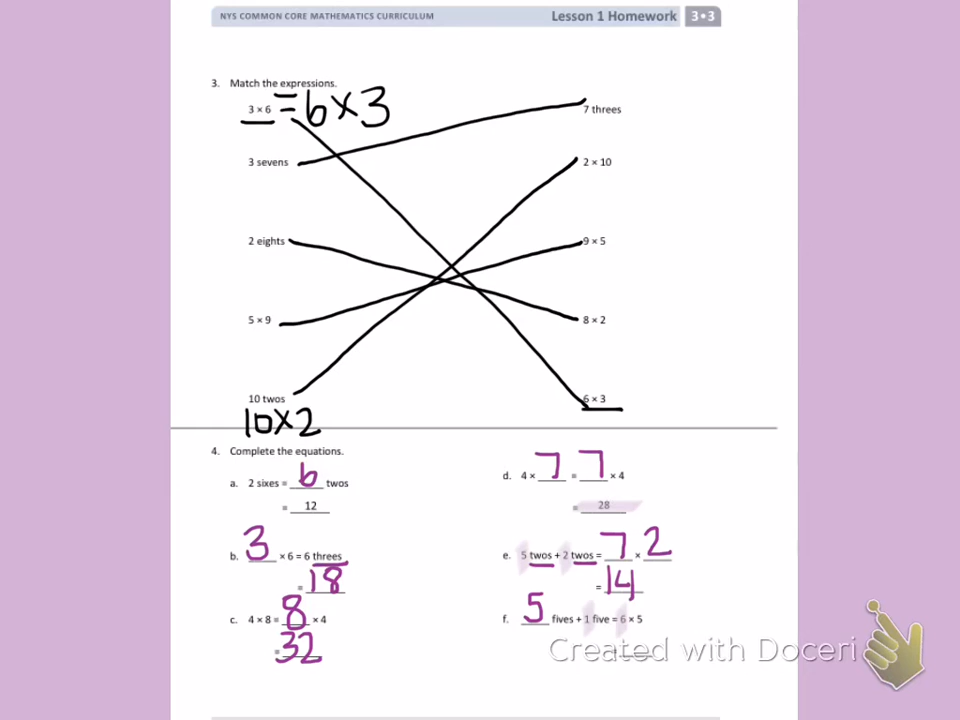 NYS COMMON CORE MATHEMATICS CURRICULUM Lesson 1 Homework 3•3
3. Match the expressions.
3 × 6 = 6 × 3 7 threes
3 sevens 2 × 10
2 eights 9 × 5
5 × 9 8 × 2
10 twos 6 × 3
10 × 2
4. Complete the equations.
a. 2 sixes = 6 twos
= 12
b. 3 × 6 = 6 threes
= 18
c. 4 × 8 = 8 × 4
= 32
d. 4 × 7 = 7 × 4
= 28
e. 5 twos + 2 twos = 7 × 2
= 14
f. 5 fives + 1 five = 6 × 5
= ____
Created with Doceri